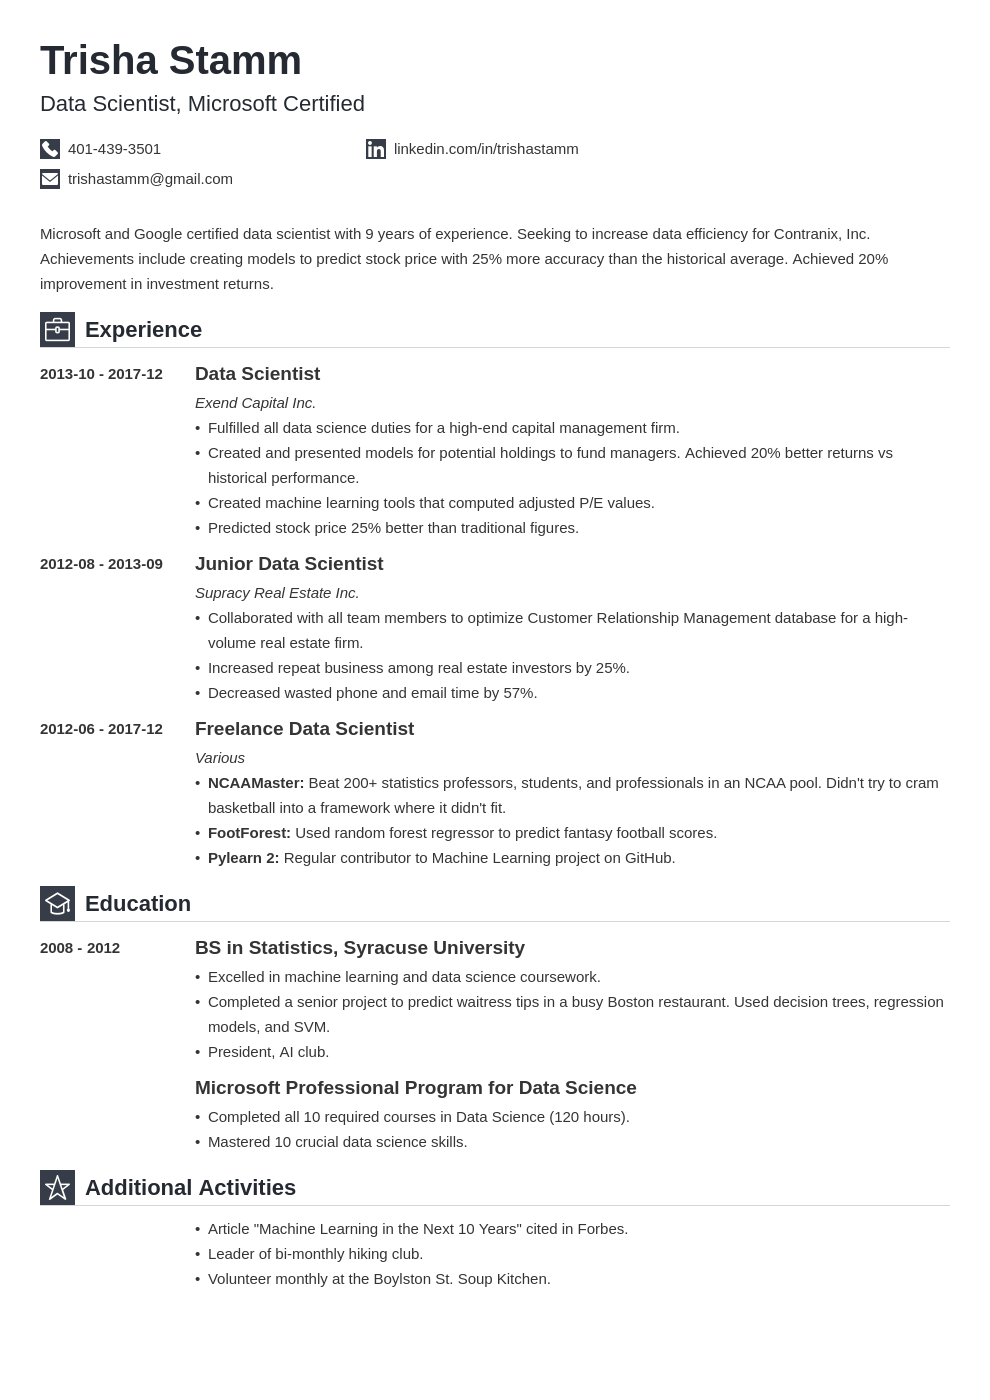 Trisha Stamm
Data Scientist, Microsoft Certified
401-439-3501
linkedin.com/in/trishastamm
trishastamm@gmail.com
Microsoft and Google certified data scientist with 9 years of experience. Seeking to increase data efficiency for Contranix, Inc.
Achievements include creating models to predict stock price with 25% more accuracy than the historical average. Achieved 20%
improvement in investment returns.
Experience
2013-10 - 2017-12
Data Scientist
Exend Capital Inc.
• Fulfilled all data science duties for a high-end capital management firm.
• Created and presented models for potential holdings to fund managers. Achieved 20% better returns vs
historical performance.
• Created machine learning tools that computed adjusted P/E values.
• Predicted stock price 25% better than traditional figures.
2012-08 - 2013-09
Junior Data Scientist
Supracy Real Estate Inc.
• Collaborated with all team members to optimize Customer Relationship Management database for a high-
volume real estate firm.
• Increased repeat business among real estate investors by 25%.
• Decreased wasted phone and email time by 57%.
2012-06 - 2017-12
Freelance Data Scientist
Various
• NCAAMaster: Beat 200+ statistics professors, students, and professionals in an NCAA pool. Didn't try to cram
basketball into a framework where it didn't fit.
• FootForest: Used random forest regressor to predict fantasy football scores.
• Pylearn 2: Regular contributor to Machine Learning project on GitHub.
Education
2008 - 2012
BS in Statistics, Syracuse University
• Excelled in machine learning and data science coursework.
• Completed a senior project to predict waitress tips in a busy Boston restaurant. Used decision trees, regression
models, and SVM.
• President, AI club.
Microsoft Professional Program for Data Science
• Completed all 10 required courses in Data Science (120 hours).
• Mastered 10 crucial data science skills.
Additional Activities
• Article "Machine Learning in the Next 10 Years" cited in Forbes.
• Leader of bi-monthly hiking club.
• Volunteer monthly at the Boylston St. Soup Kitchen.